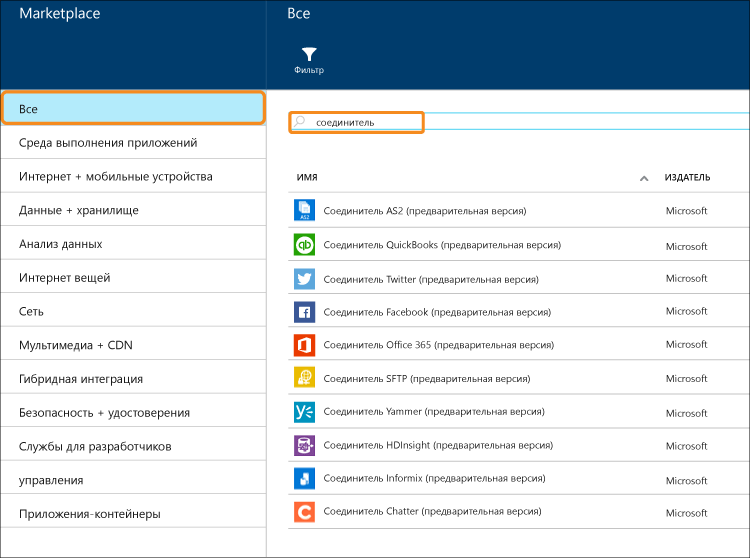 Marketplace
Все
Фильтр
Все
Среда выполнения приложений
Интернет + мобильные устройства
Данные + хранилище
Анализ данных
Интернет вещей
Сеть
Мультимедиа + CDN
Гибридная интеграция
Безопасность + удостоверения
Службы для разработчиков
управления
Приложения-контейнеры
соединитель
ИМЯ ИЗДАТЕЛЬ
AS2 Соединитель AS2 (предварительная версия) Microsoft
qb Соединитель QuickBooks (предварительная версия) Microsoft
Соединитель Twitter (предварительная версия) Microsoft
f Соединитель Facebook (предварительная версия) Microsoft
Соединитель Office 365 (предварительная версия) Microsoft
Соединитель SFTP (предварительная версия) Microsoft
Соединитель Yammer (предварительная версия) Microsoft
Соединитель HDInsight (предварительная версия) Microsoft
Соединитель Informix (предварительная версия) Microsoft
C Соединитель Chatter (предварительная версия) Microsoft